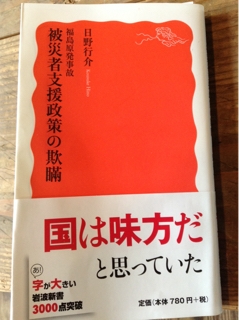 福島原発事故
被災者支援政策の欺瞞
日野行介
国は味方だ
と思っていた
あ!
字が大きい
岩波新書
3000点突破
定価(本体780円+税)